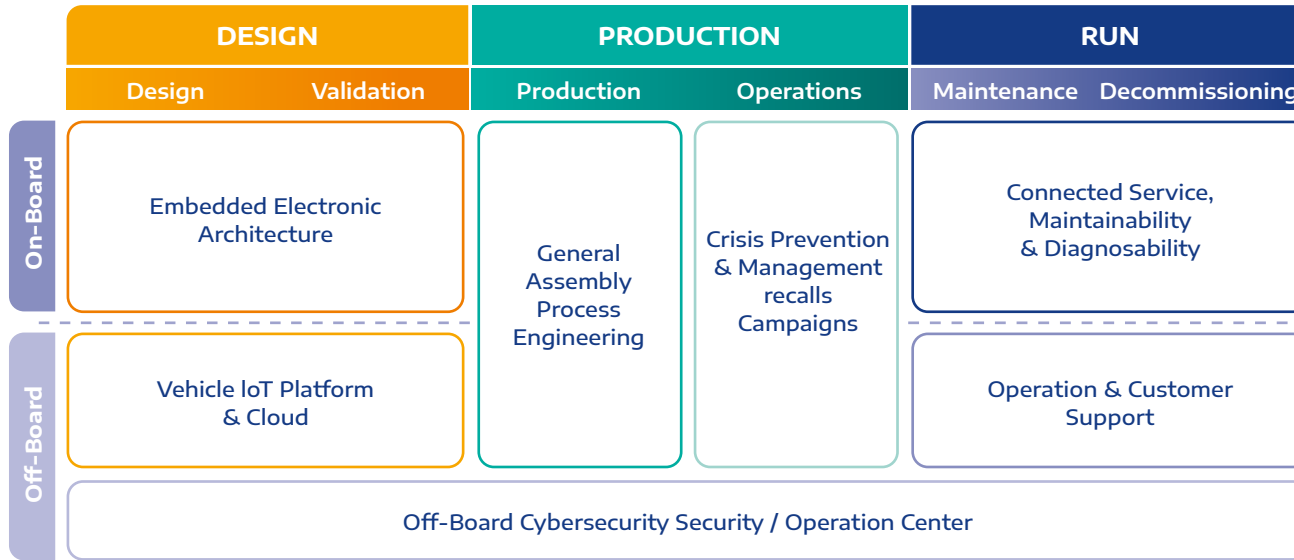 DESIGN
PRODUCTION
RUN
Design
Validation
Production
Operations
Maintenance
Decommissioning
On-Board
Embedded Electronic
Architecture
General
Assembly
Process
Engineering
Crisis Prevention
& Management
recalls
Campaigns
Connected Service,
Maintainability
& Diagnosability
Off-Board
Vehicle IoT Platform
& Cloud
Operation & Customer
Support
Off-Board Cybersecurity Security / Operation Center